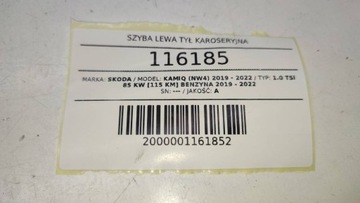 SZYBA LEWA TYŁ KAROSERYJNA
116185
MARKA: SKODA / MODEL: KAMIQ (NW4) 2019 - 2022 / TYP: 1.0 TSI
85 KW [115 KM] BENZYNA 2019 - 2022
SN: --- / JAKOŚĆ: A
2000001161852